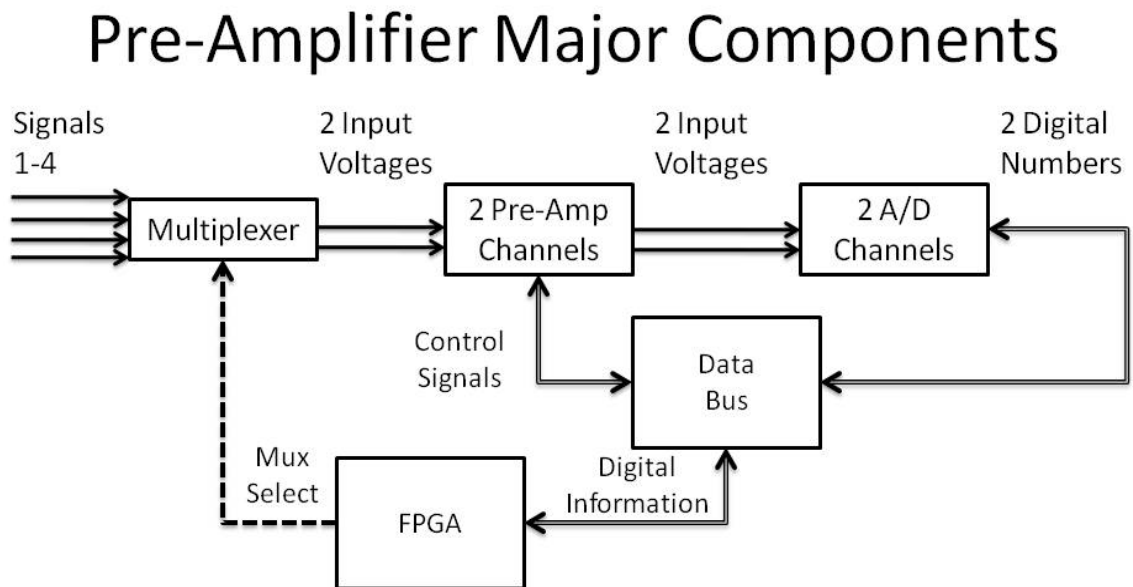 Pre-Amplifier Major Components
Signals
1-4
2 Input
Voltages
2 Input
Voltages
2 Digital
Numbers
Multiplexer
2 Pre-Amp
Channels
2 A/D
Channels
Control
Signals
Data
Bus
Mux
Select
FPGA
Digital
Information